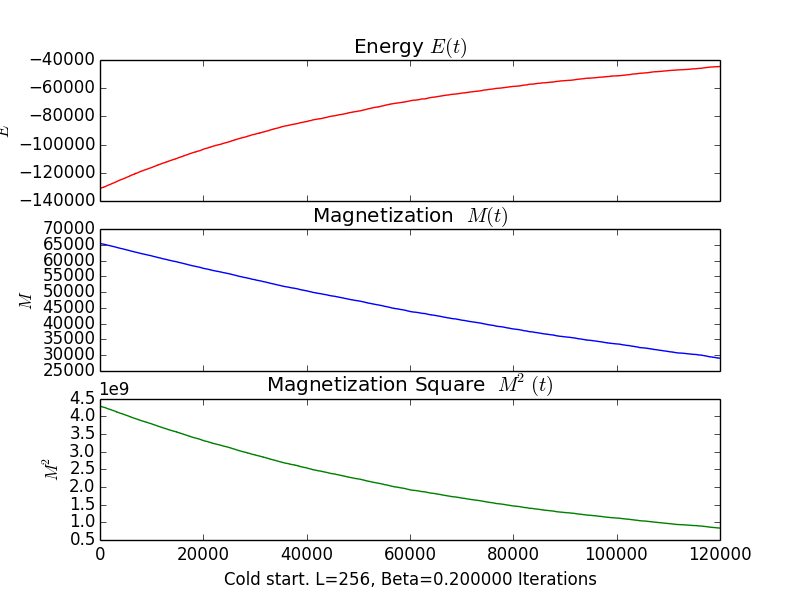 Energy E(t)
−40000
−60000
−80000
−100000
−120000
−140000
E
Magnetization M(t)
70000
65000
60000
55000
50000
45000
40000
35000
30000
25000
M
Magnetization Square M² (t)
1e9
4.5
4.0
3.5
3.0
2.5
2.0
1.5
1.0
0.5
M²
0 20000 40000 60000 80000 100000 120000
Cold start. L=256, Beta=0.200000 Iterations